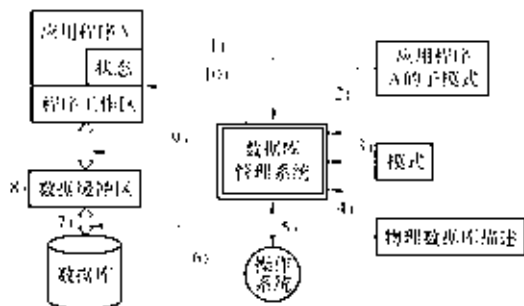 应用程序A
状态
程序工作区
1)
10)
2)
应用程序
A的子模式
9)
数据库
管理系统
3)
模式
8)
数据缓冲区
4)
7)
5)
物理数据库描述
6)
数据库
操作
系统